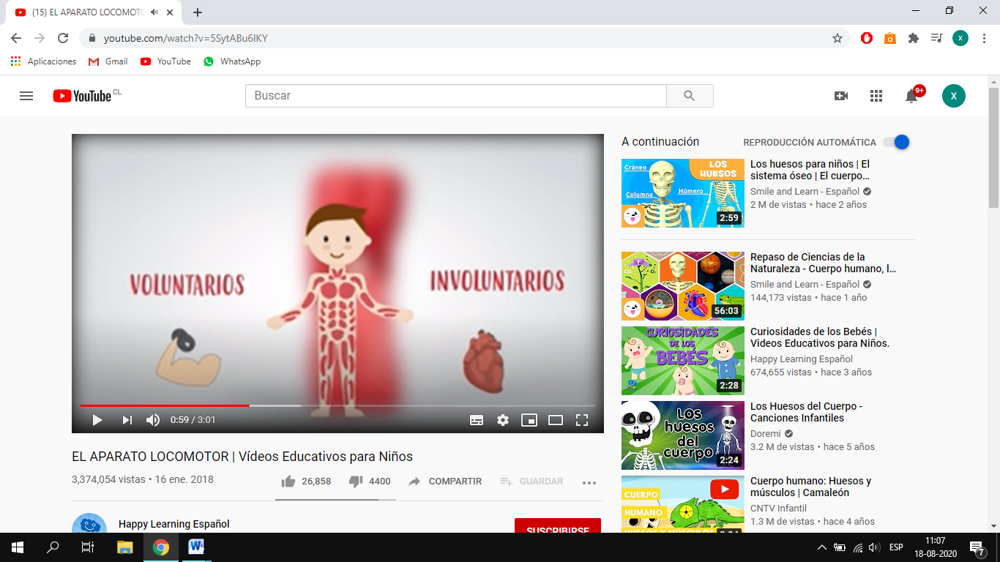 (15) EL APARATO LOCOMOTO
youtube.com/watch?v=5SytABu6IKY
Aplicaciones Gmail YouTube WhatsApp
YouTube CL
Buscar
9+
X
VOLUNTARIOS
INVOLUNTARIOS
0:59 / 3:01
EL APARATO LOCOMOTOR | Vídeos Educativos para Niños
3,374,054 vistas • 16 ene. 2018
26,858 4400 COMPARTIR GUARDAR
Happy Learning Español
SUSCRIBIRSE
A continuación REPRODUCCIÓN AUTOMÁTICA
Cráneo
LOS HUESOS
Columna
Húmero
2:59
Los huesos para niños | El
sistema óseo | El cuerpo...
Smile and Learn - Español
2 M de vistas • hace 2 años
56:03
Repaso de Ciencias de la
Naturaleza - Cuerpo humano, l...
Smile and Learn - Español
144,173 vistas • hace 1 año
CURIOSIDADES
DE LOS
BEBÉS
2:28
Curiosidades de los Bebés |
Videos Educativos para Niños.
Happy Learning Español
674,655 vistas • hace 3 años
Los
huesos
del
cuerpo
2:24
Los Huesos del Cuerpo -
Canciones Infantiles
Doremi
3.2 M de vistas • hace 5 años
CUERPO
HUMANO
HUESOS Y MÚSCULOS
Cuerpo humano: Huesos y
músculos | Camaleón
CNTV Infantil
1.3 M de vistas • hace 4 años
ESP
11:07
18-08-2020
7